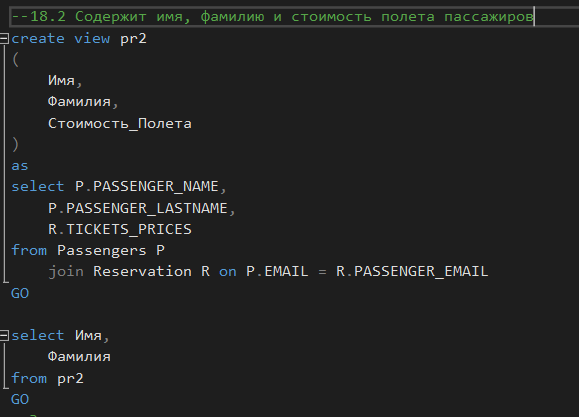 --18.2 Содержит имя, фамилию и стоимость полета пассажиров
create view pr2
(
    Имя,
    Фамилия,
    Стоимость_Полета
)
as
select P.PASSENGER_NAME,
    P.PASSENGER_LASTNAME,
    R.TICKETS_PRICES
from Passengers P
    join Reservation R on P.EMAIL = R.PASSENGER_EMAIL
GO
select Имя,
    Фамилия
from pr2
GO